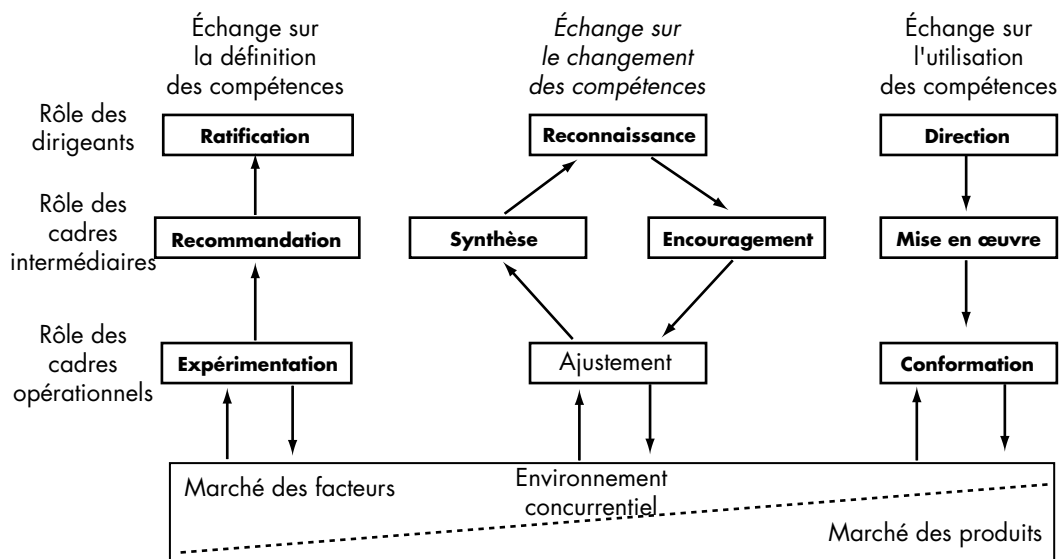 Échange sur
la définition
des compétences
Échange sur
le changement
des compétences
Échange sur
l'utilisation
des compétences
Rôle des
dirigeants
Ratification
Reconnaissance
Direction
Rôle des
cadres
intermédiaires
Recommandation
Synthèse
Encouragement
Mise en œuvre
Rôle des
cadres
opérationnels
Expérimentation
Ajustement
Conformation
Marché des facteurs
Environnement
concurrentiel
Marché des produits